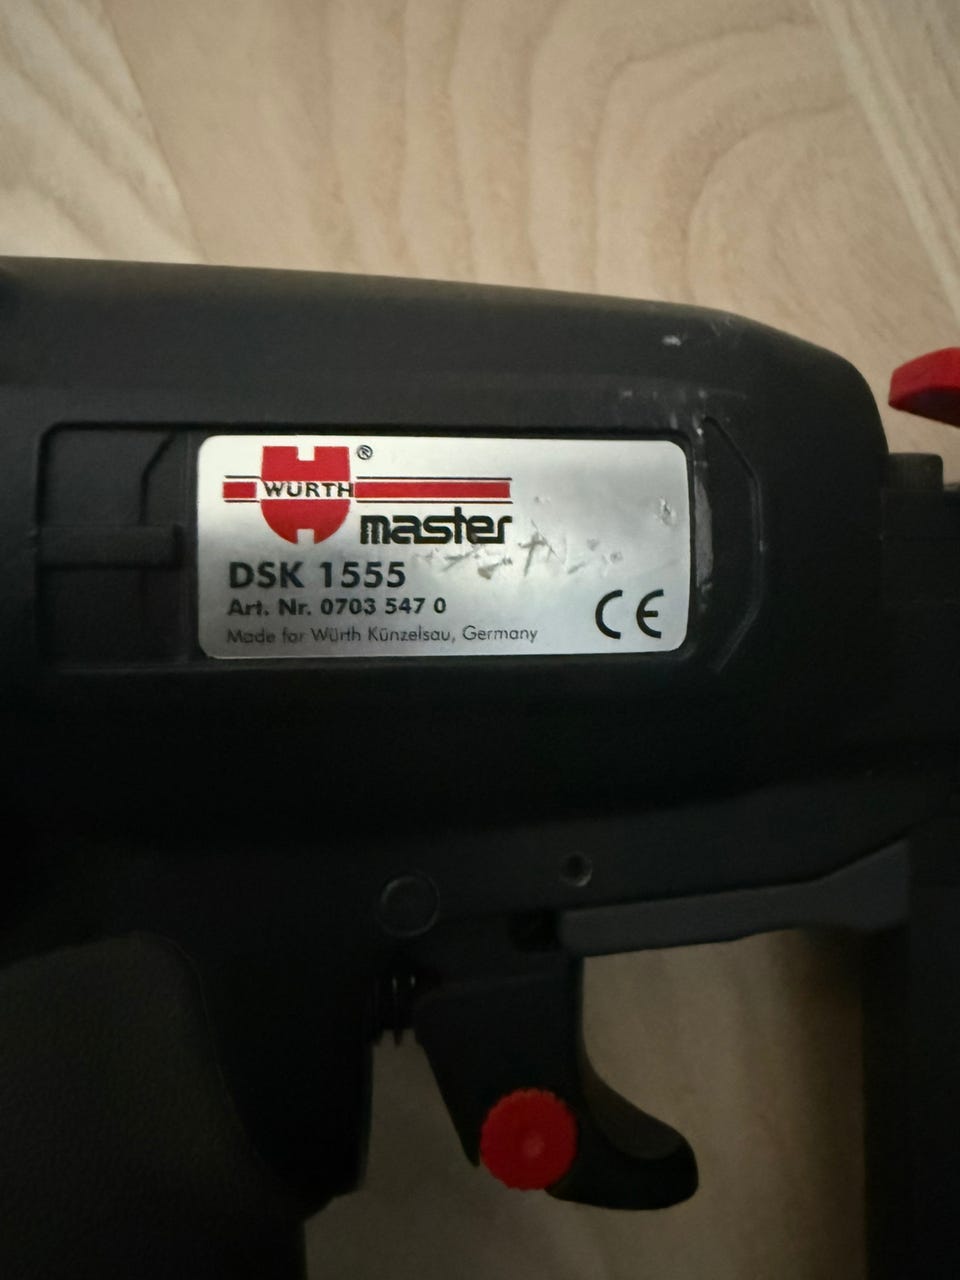 WÜRTH®
master
DSK 1555
Art. Nr. 0703 547 0
Made for Würth Künzelsau, Germany
CE